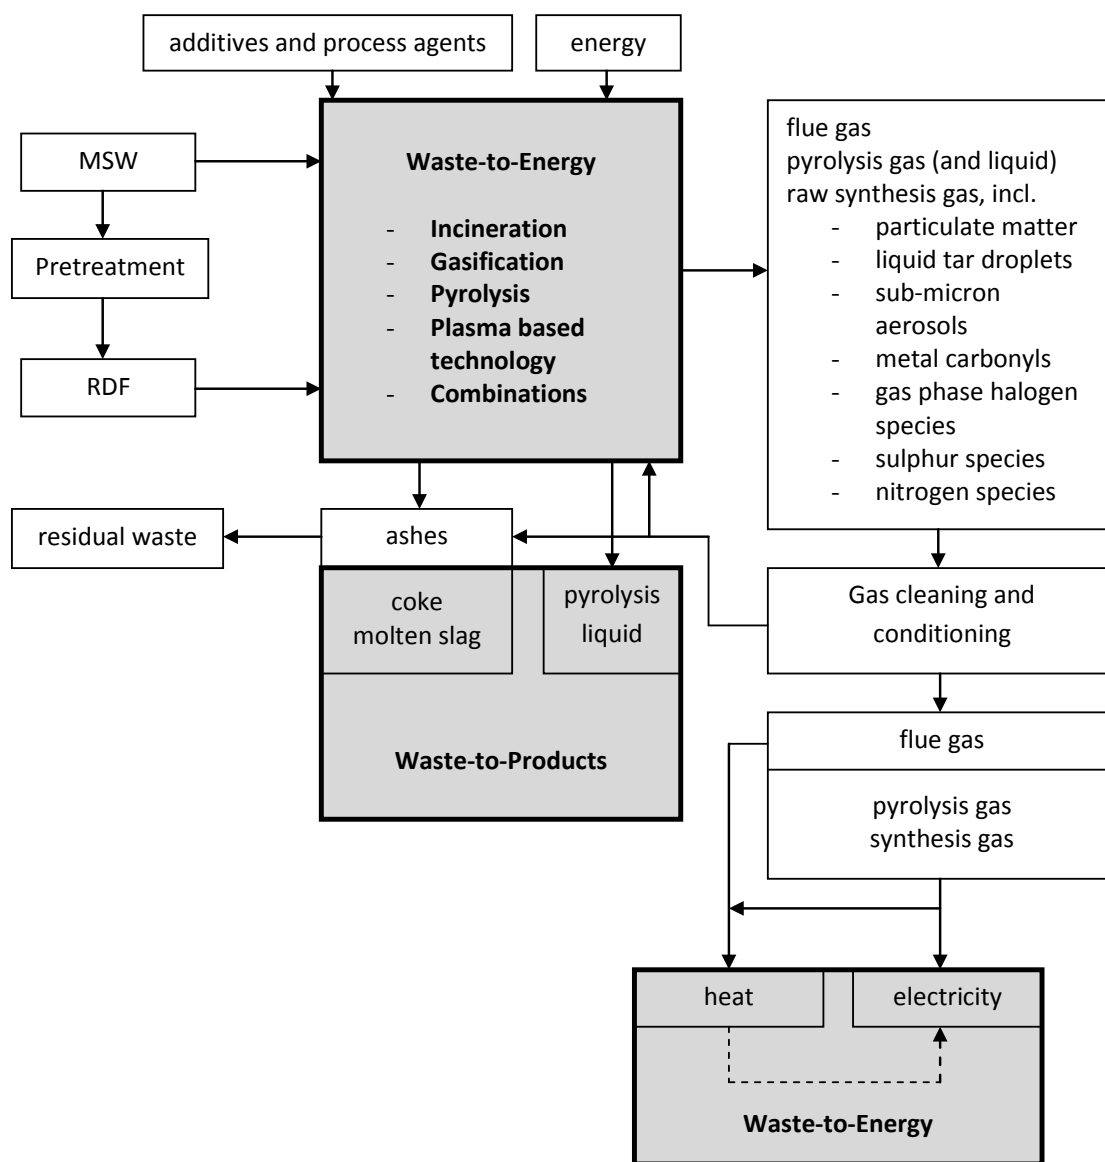 additives and process agents
energy
MSW
Pretreatment
RDF
Waste-to-Energy
- Incineration
- Gasification
- Pyrolysis
- Plasma based
technology
- Combinations
flue gas
pyrolysis gas (and liquid)
raw synthesis gas, incl.
- particulate matter
- liquid tar droplets
- sub-micron
aerosols
- metal carbonyls
- gas phase halogen
species
- sulphur species
- nitrogen species
residual waste
ashes
coke
molten slag
pyrolysis
liquid
Waste-to-Products
Gas cleaning and
conditioning
flue gas
pyrolysis gas
synthesis gas
heat
electricity
Waste-to-Energy